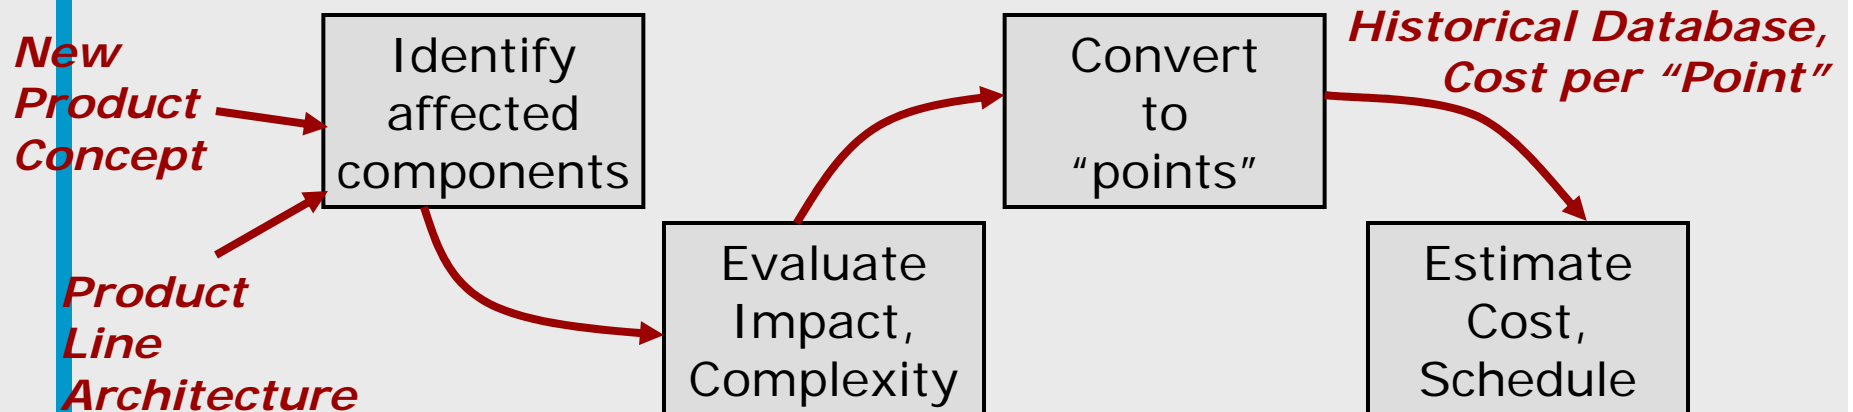 New
Product
Concept
Product
Line
Architecture
Identify
affected
components
Evaluate
Impact,
Complexity
Convert
to
“points”
Historical Database,
Cost per “Point”
Estimate
Cost,
Schedule